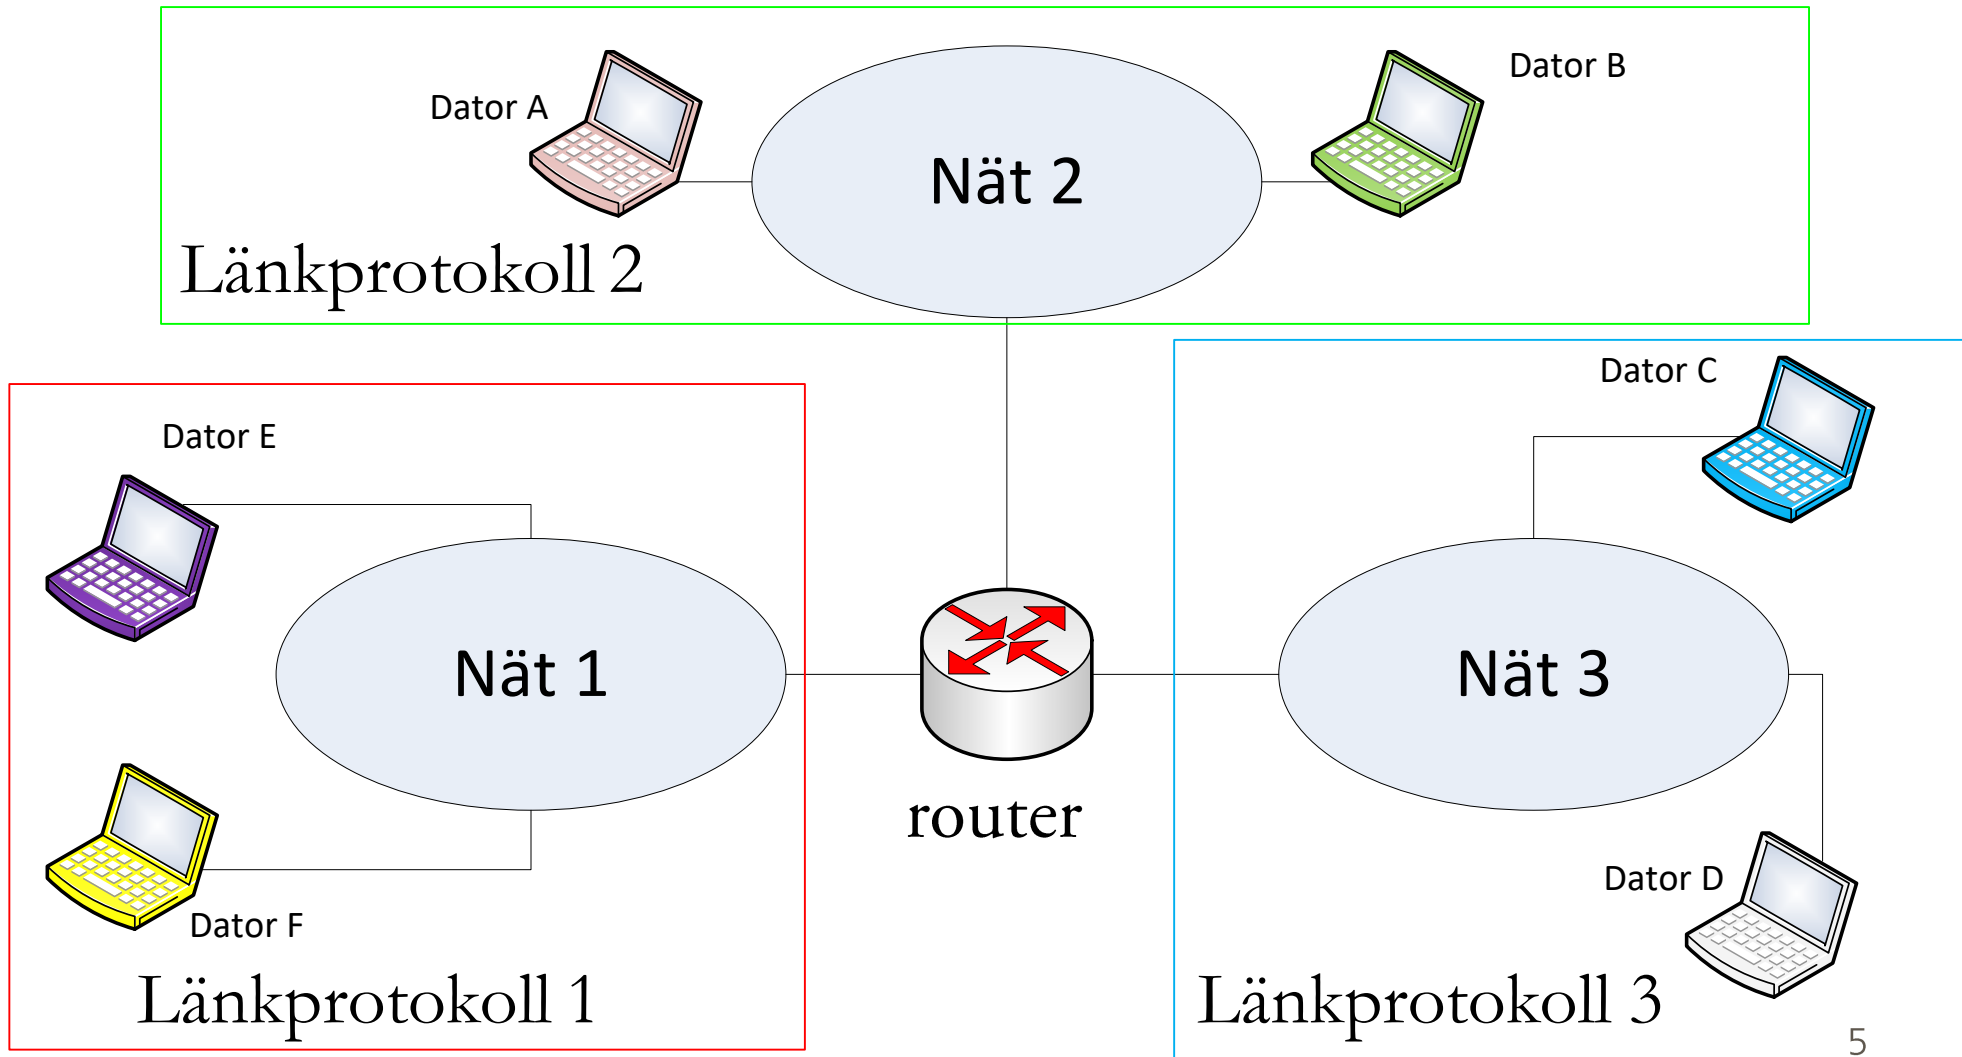 Dator A
Dator B
Nät 2
Länkprotokoll 2
Dator C
Dator E
Nät 1
Nät 3
router
Dator D
Dator F
Länkprotokoll 1
Länkprotokoll 3
5